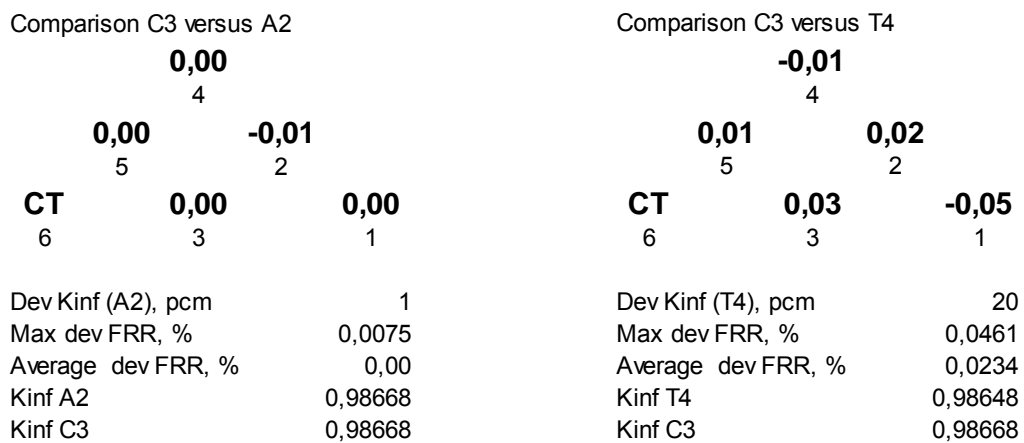 Comparison C3 versus A2
0,00
4
0,00 -0,01
5 2
CT 0,00 0,00
6 3 1
Dev Kinf (A2), pcm 1
Max dev FRR, % 0,0075
Average dev FRR, % 0,00
Kinf A2 0,98668
Kinf C3 0,98668
Comparison C3 versus T4
-0,01
4
0,01 0,02
5 2
CT 0,03 -0,05
6 3 1
Dev Kinf (T4), pcm 20
Max dev FRR, % 0,0461
Average dev FRR, % 0,0234
Kinf T4 0,98648
Kinf C3 0,98668